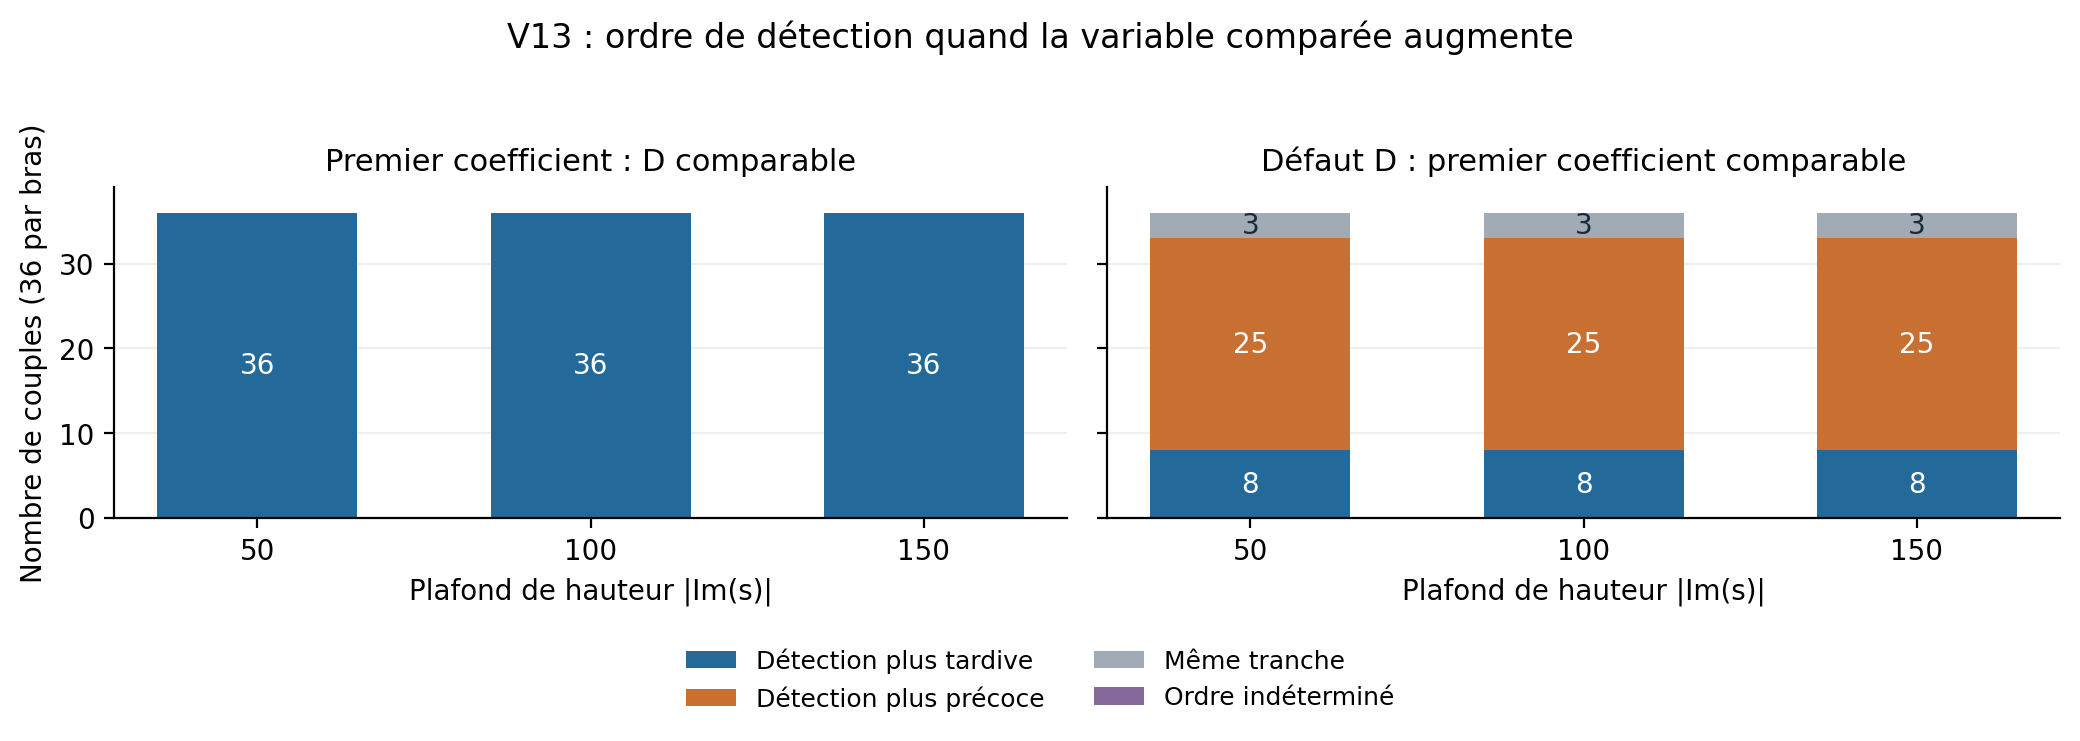 V13 : ordre de détection quand la variable comparée augmente
Nombre de couples (36 par bras)
Premier coefficient : D comparable
30
20
10
0
36
36
36
50
100
150
Plafond de hauteur |Im(s)|
Défaut D : premier coefficient comparable
3
3
3
25
25
25
8
8
8
50
100
150
Plafond de hauteur |Im(s)|
Détection plus tardive
Détection plus précoce
Même tranche
Ordre indéterminé